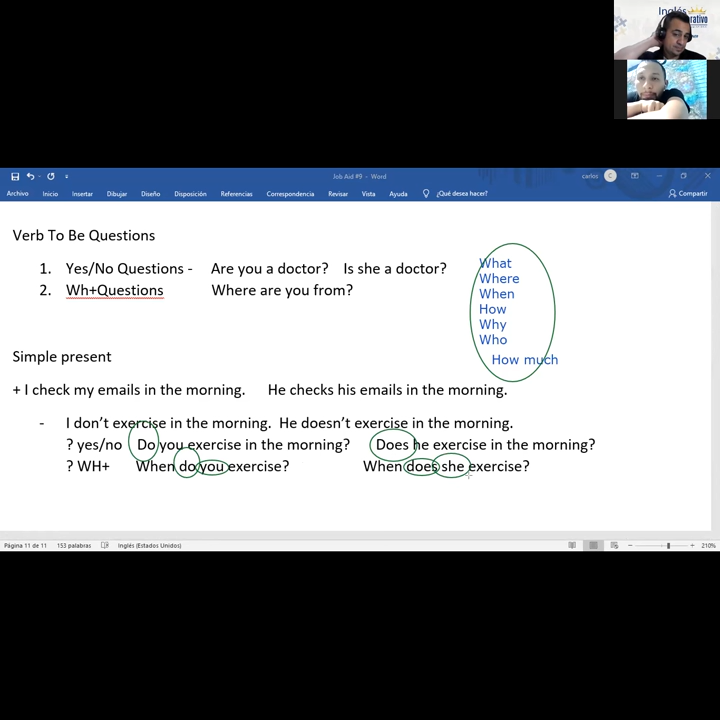 Inglés
rativo
Job Aid #9 - Word
carlos
C
Archivo Inicio Insertar Dibujar Diseño Disposición Referencias Correspondencia Revisar Vista Ayuda ¿Qué desea hacer? Compartir
Verb To Be Questions
1. Yes/No Questions - Are you a doctor? Is she a doctor?
2. Wh+Questions Where are you from?
What
Where
When
How
Why
Who
How much
Simple present
+ I check my emails in the morning. He checks his emails in the morning.
- I don't exercise in the morning. He doesn't exercise in the morning.
? yes/no Do you exercise in the morning? Does he exercise in the morning?
? WH+ When do you exercise? When does she exercise?
Página 11 de 11 153 palabras Inglés (Estados Unidos) 210%